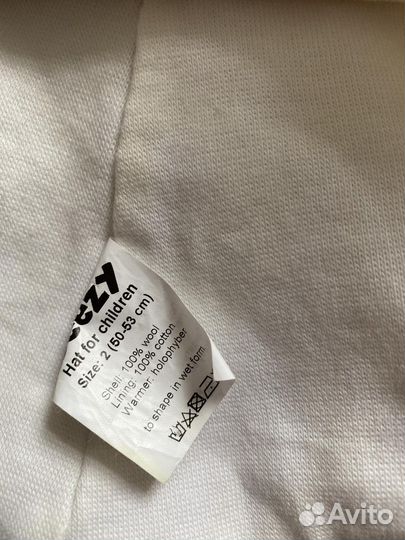 Hat for children
Size: 2 (50-53 cm)
Shell: 100% wool
Lining: 100% cotton
Warmer: holophyber
to shape in wet form.
Avito